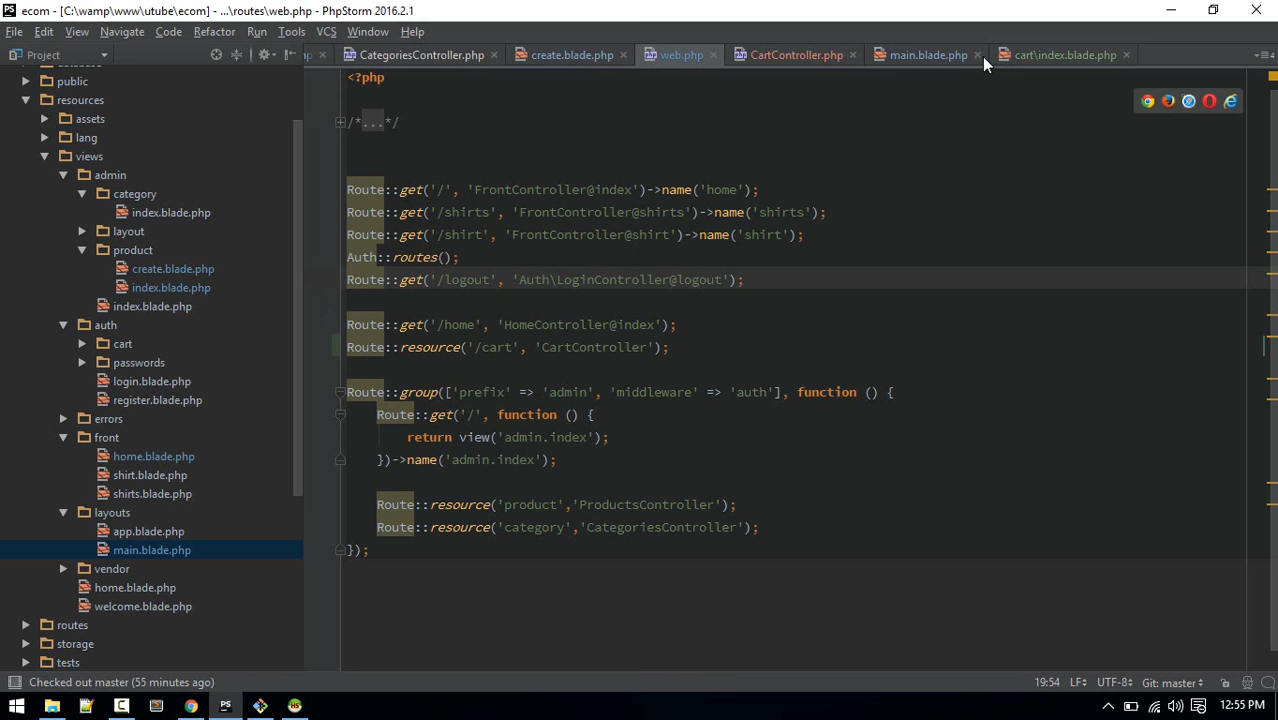 ecom - [C:\wamp\www\utube\ecom] - ...\routes\web.php - PhpStorm 2016.2.1
File Edit View Navigate Code Refactor Run Tools VCS Window Help
Project
CategoriesController.php create.blade.php web.php CartController.php main.blade.php cart\index.blade.php
public
resources
assets
lang
views
admin
category
index.blade.php
layout
product
create.blade.php
index.blade.php
index.blade.php
auth
cart
passwords
login.blade.php
register.blade.php
errors
front
home.blade.php
shirt.blade.php
shirts.blade.php
layouts
app.blade.php
main.blade.php
vendor
home.blade.php
welcome.blade.php
routes
storage
tests
<?php
/*...*/
Route::get('/', 'FrontController@index')->name('home');
Route::get('/shirts', 'FrontController@shirts')->name('shirts');
Route::get('/shirt', 'FrontController@shirt')->name('shirt');
Auth::routes();
Route::get('/logout', 'Auth\LoginController@logout');
Route::get('/home', 'HomeController@index');
Route::resource('/cart', 'CartController');
Route::group(['prefix' => 'admin', 'middleware' => 'auth'], function () {
Route::get('/', function () {
return view('admin.index');
})->name('admin.index');
Route::resource('product','ProductsController');
Route::resource('category','CategoriesController');
});
Checked out master (55 minutes ago)
19:54 LF÷ UTF-8÷ Git: master÷
12:55 PM